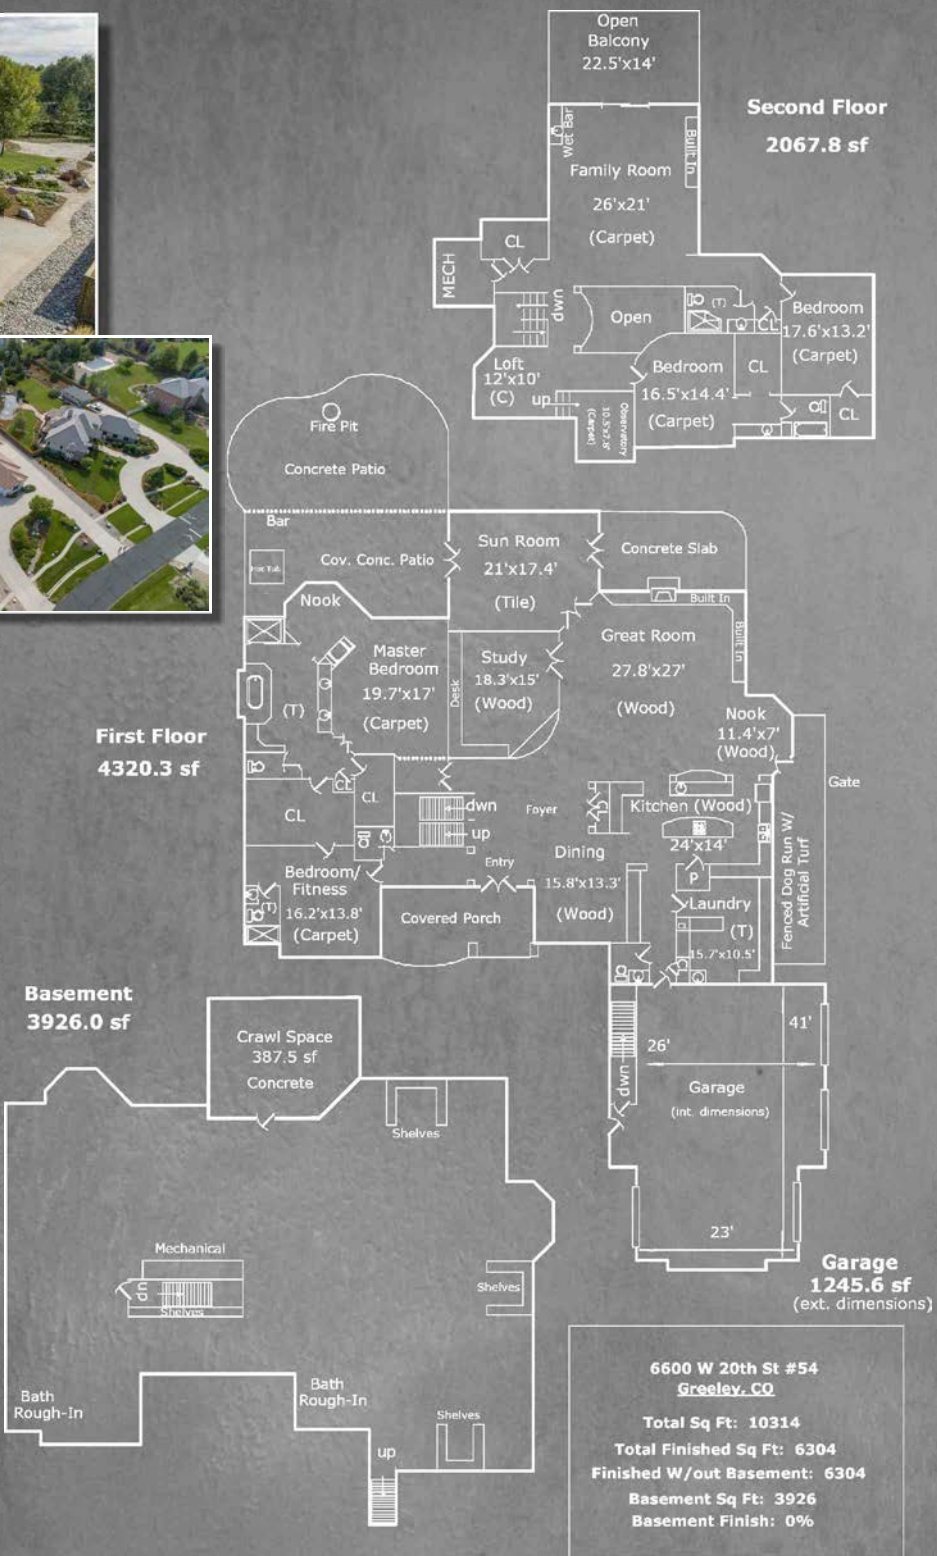 Open
Balcony
22.5'x14'
Second Floor
2067.8 sf
Wet Bar
Built In
Family Room
26'x21'
(Carpet)
CL
MECH
dwn
Open
(T)
CL
Bedroom
17.6'x13.2'
(Carpet)
Loft
12'x10'
(C)
up
Bedroom
16.5'x14.4'
(Carpet)
CL
CL
Observatory
10.5'x7.8'
(Carpet)
Fire Pit
Concrete Patio
Bar
Hot Tub
Cov. Conc. Patio
Sun Room
21'x17.4'
(Tile)
Concrete Slab
Built In
Built In
Nook
Master
Bedroom
19.7'x17'
(Carpet)
(T)
Desk
Study
18.3'x15'
(Wood)
Great Room
27.8'x27'
(Wood)
Nook
11.4'x7'
(Wood)
First Floor
4320.3 sf
Gate
CL
CL
CL
dwn
up
Foyer
CL
Kitchen (Wood)
24'x14'
Entry
Dining
15.8'x13.3'
(Wood)
P
Laundry
(T)
15.7'x10.5'
Fenced Dog Run W/
Artificial Turf
Bedroom/
Fitness
16.2'x13.8'
(Carpet)
(T)
Covered Porch
Basement
3926.0 sf
Crawl Space
387.5 sf
Concrete
Shelves
41'
26'
dwn
Garage
(int. dimensions)
23'
Garage
1245.6 sf
(ext. dimensions)
Mechanical
up
Shelves
Shelves
Bath
Rough-In
Bath
Rough-In
Shelves
up
6600 W 20th St #54
Greeley, CO
Total Sq Ft: 10314
Total Finished Sq Ft: 6304
Finished W/out Basement: 6304
Basement Sq Ft: 3926
Basement Finish: 0%